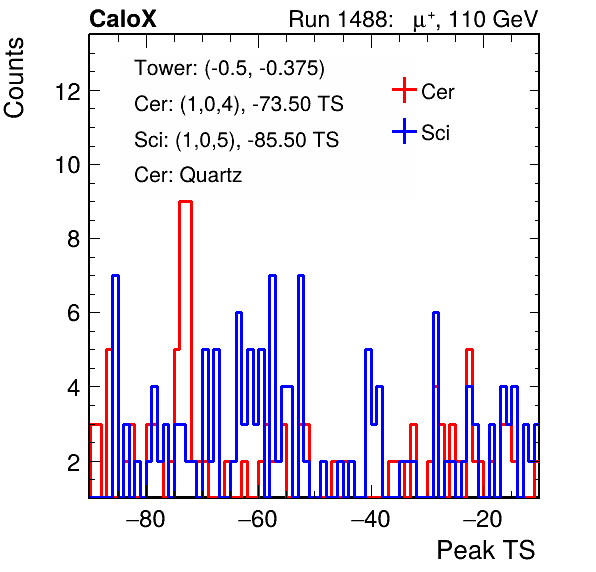 CaloX Run 1488: μ⁺, 110 GeV
Counts
Tower: (-0.5, -0.375)
Cer: (1,0,4), -73.50 TS
Sci: (1,0,5), -85.50 TS
Cer: Quartz
Cer
Sci
12
10
8
6
4
2
−80 −60 −40 −20
Peak TS